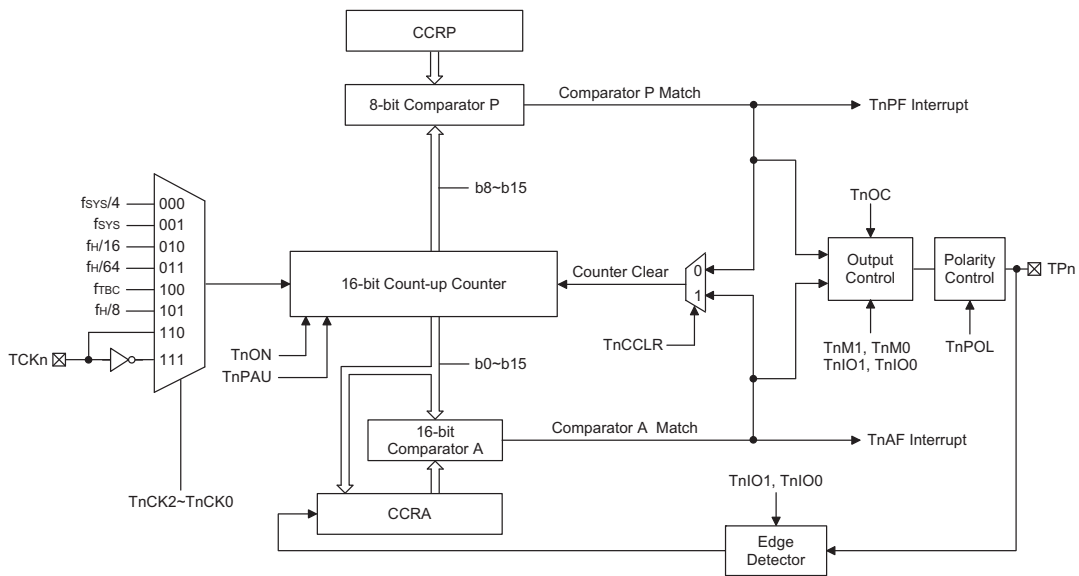 CCRP
8-bit Comparator P
Comparator P Match
TnPF Interrupt
b8~b15
fSYS/4
000
fSYS
001
fH/16
010
fH/64
011
fTBC
100
fH/8
101
110
TCKn
111
16-bit Count-up Counter
Counter Clear
0
1
TnOC
Output
Control
Polarity
Control
TPn
TnON
TnPAU
TnCCLR
TnM1, TnM0
TnIO1, TnIO0
TnPOL
b0~b15
16-bit
Comparator A
Comparator A Match
TnAF Interrupt
TnCK2~TnCK0
CCRA
TnIO1, TnIO0
Edge
Detector